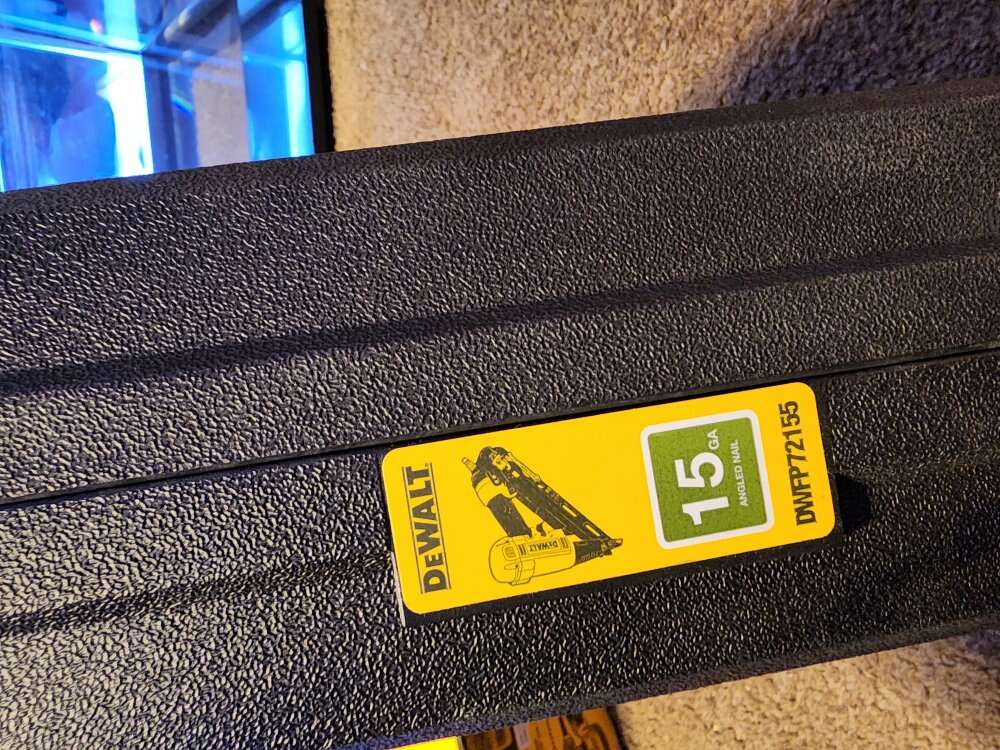 DEWALT
DEWALT
15 GA
ANGLED NAIL
DWFP72155